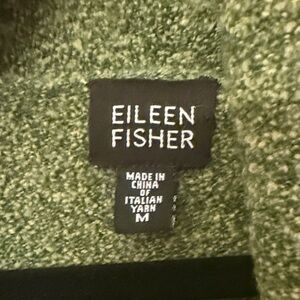 EILEEN
FISHER
MADE IN
CHINA
OF
ITALIAN
YARN
M